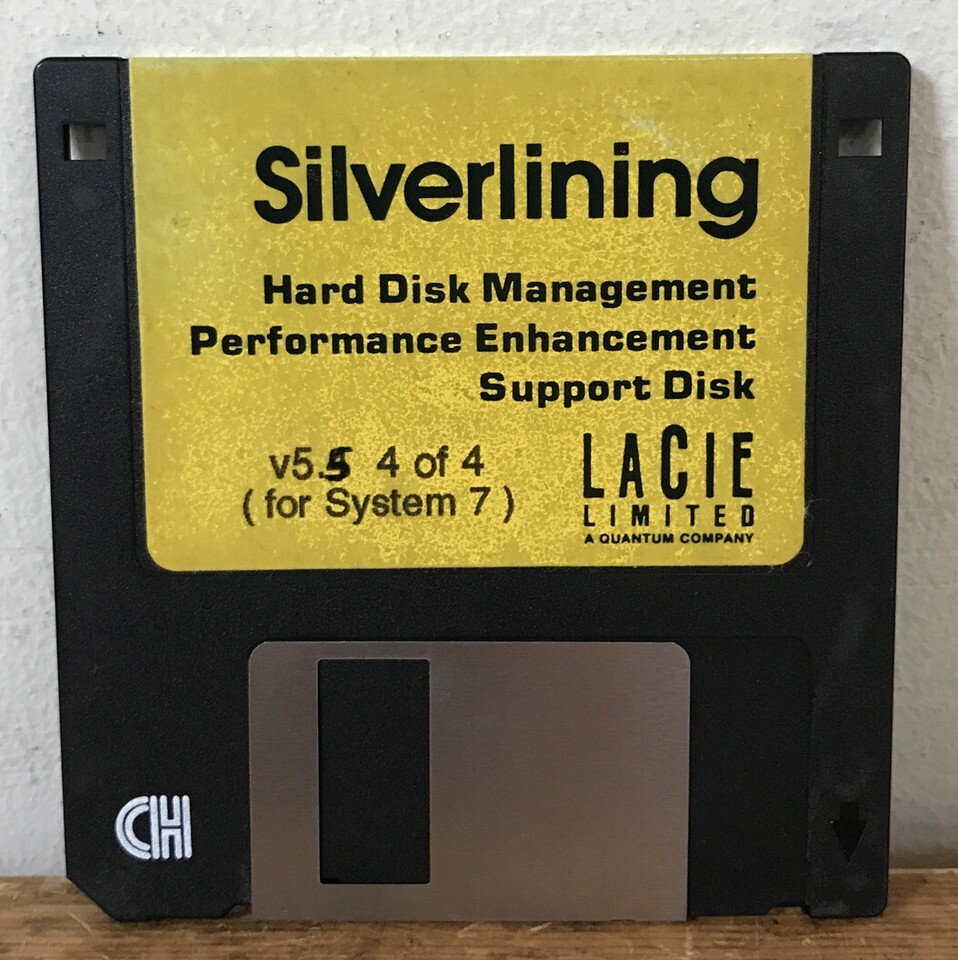 Silverlining
Hard Disk Management
Performance Enhancement
Support Disk
v5.5 4 of 4
( for System 7 )
LACIE
LIMITED
A QUANTUM COMPANY
CH